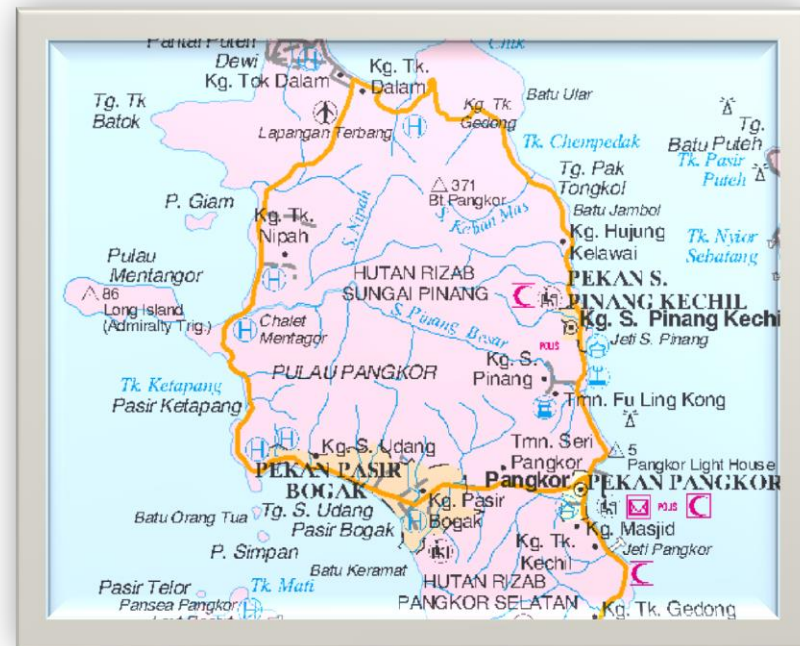 Pantai Puteh
Dewi
Chik
Kg. Tok Dalam
Kg. Tk.
Dalam
Batu Ular
Tg. Tk
Batok
Lapangan Terbang
H
Kg. Tk.
Gedong
Tk. Chempedak
Tg.
Batu Puteh
Tk. Pasir
Puteh
Tg. Pak
Tongkol
371
Bt Pangkor
P. Giam
S. Nipah
S. Kebun Mas
Batu Jambol
Kg. Tk.
Nipah
Kg. Hujung
Kelawai
Tk. Nyior
Sebatang
Pulau
Mentangor
86
Long Island
(Admiralty Trig.)
H
HUTAN RIZAB
SUNGAI PINANG
PEKAN S.
PINANG KECHIL
Kg. S. Pinang Kechi
Jeti S. Pinang
H
Chalet
Mentagor
S. Pinang Besar
POLIS
Kg. S.
Pinang
PULAU PANGKOR
Tk. Ketapang
Pasir Ketapang
Tmn. Fu Ling Kong
H
H
Kg. S. Udang
Tmn. Seri
Pangkor
5
Pangkor Light House
PEKAN PASIR
BOGAK
Pangkor
PEKAN PANGKOR
POLIS
Kg. Pasir
Bogak
H
Batu Orang Tua
Tg. S. Udang
Pasir Bogak
P. Simpan
Kg. Masjid
Kg. Tk.
Kechil
Jeti Pangkor
Batu Keramat
HUTAN RIZAB
PANGKOR SELATAN
Pasir Telor
Tk Mati
Pansea Pangkor
H
Kg. Tk. Gedong